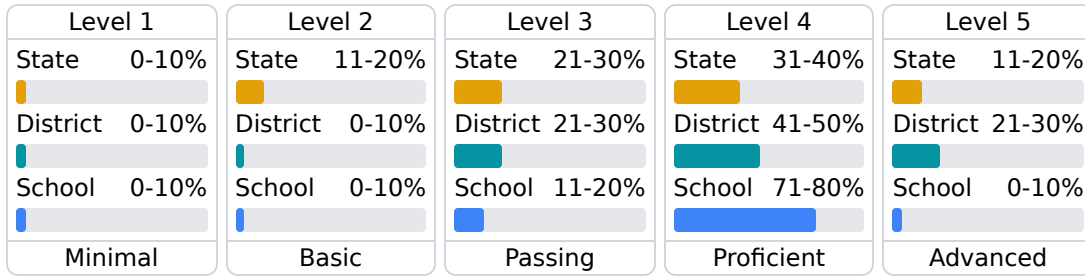 Level 1
State 0-10%
District 0-10%
School 0-10%
Minimal
Level 2
State 11-20%
District 0-10%
School 0-10%
Basic
Level 3
State 21-30%
District 21-30%
School 11-20%
Passing
Level 4
State 31-40%
District 41-50%
School 71-80%
Proficient
Level 5
State 11-20%
District 21-30%
School 0-10%
Advanced